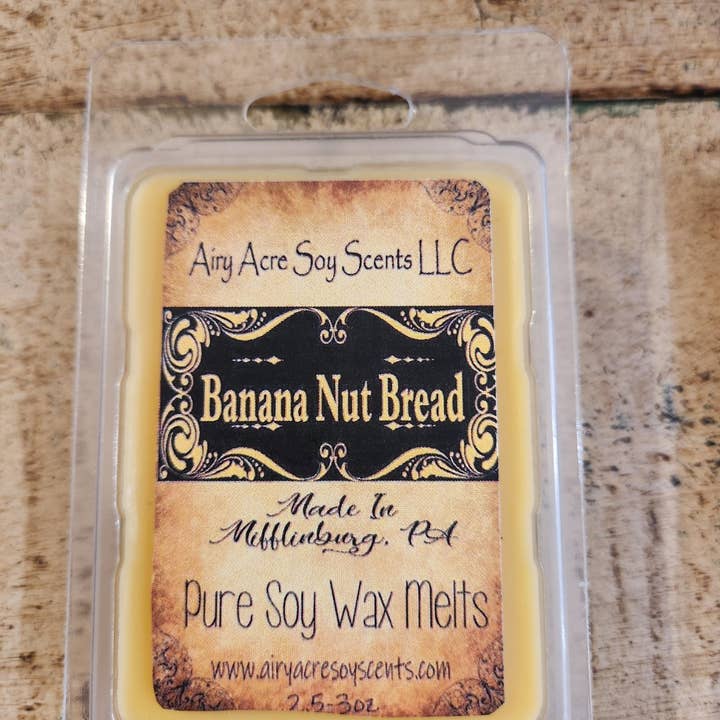 Airy Acre Soy Scents LLC
Banana Nut Bread
Made In
Mifflinburg, PA
Pure Soy Wax Melts
www.airyacresoyscents.com
2.5-3oz